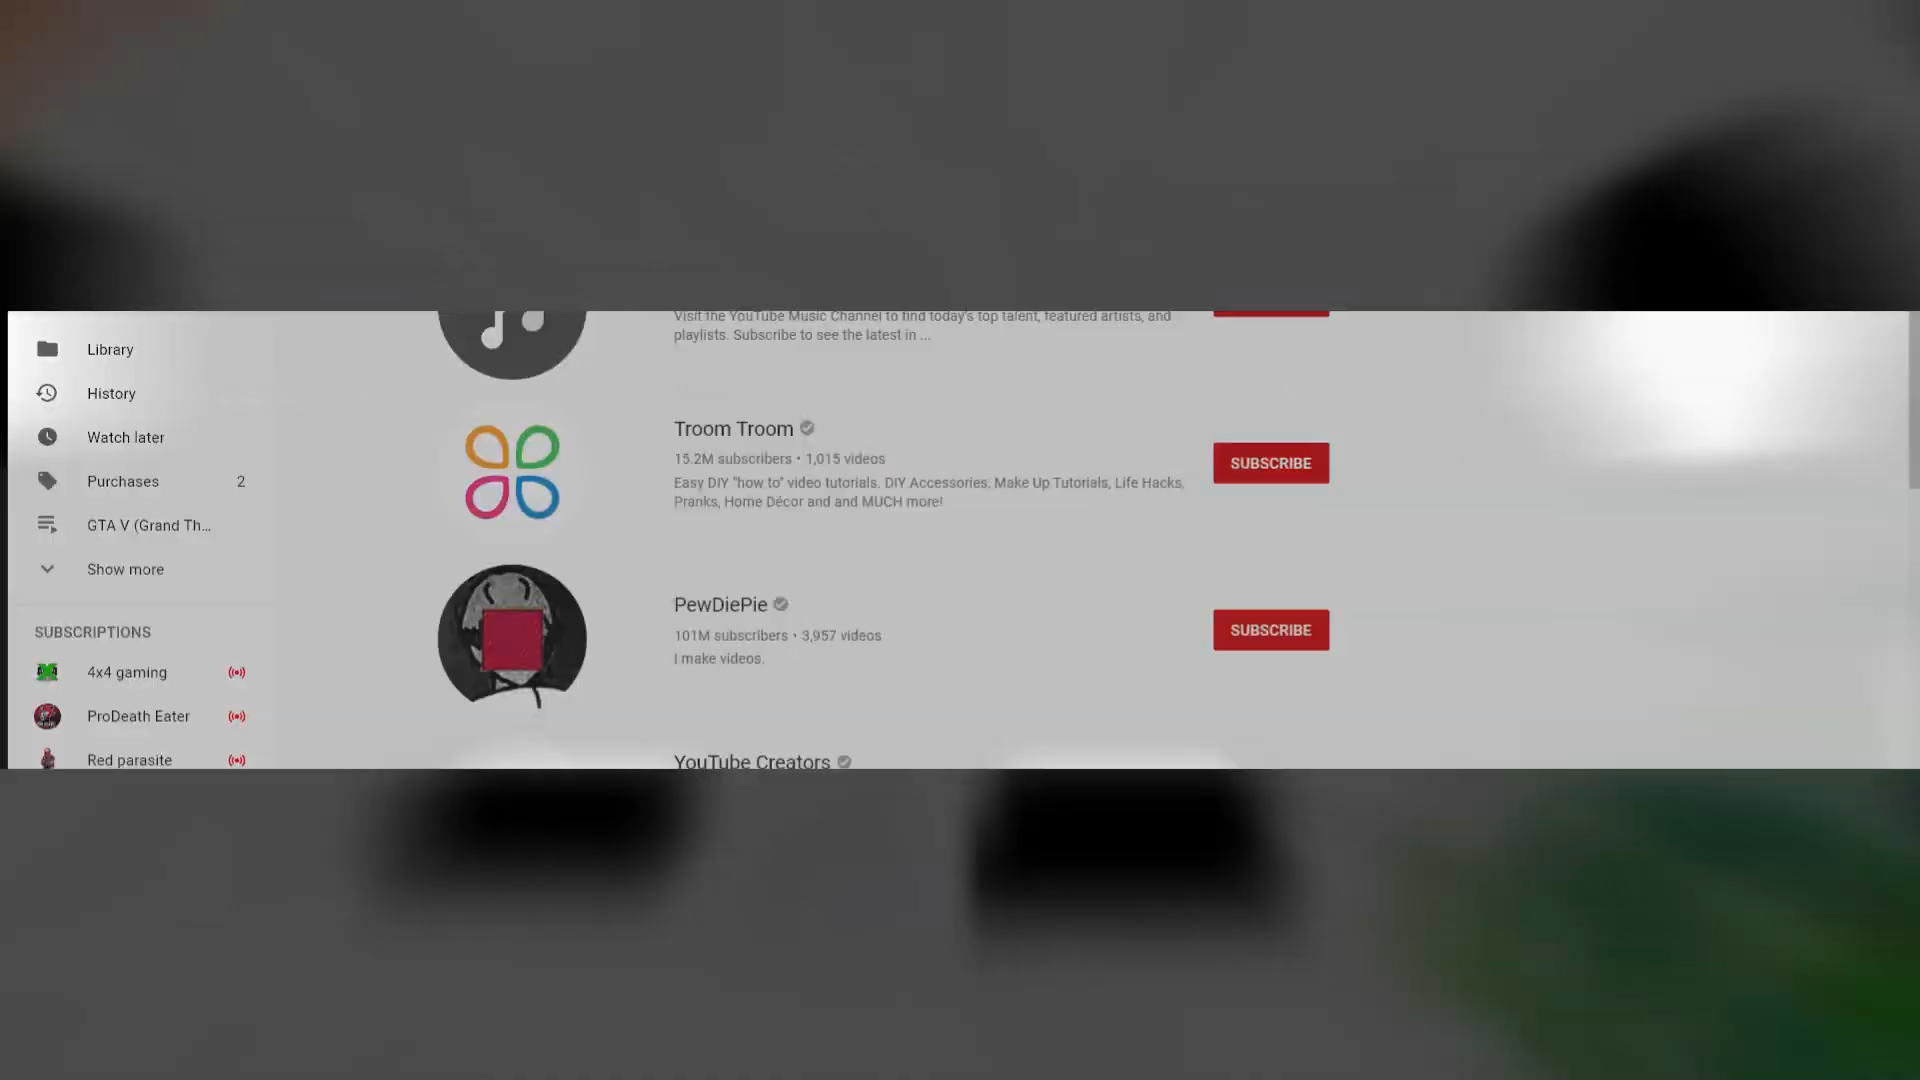 Library
History
Watch later
Purchases 2
GTA V (Grand Th...
Show more
SUBSCRIPTIONS
4x4 gaming
ProDeath Eater
Red parasite
Visit the YouTube Music Channel to find today's top talent, featured artists, and
playlists. Subscribe to see the latest in ...
Troom Troom
15.2M subscribers • 1,015 videos
Easy DIY "how to" video tutorials. DIY Accessories, Make Up Tutorials, Life Hacks,
Pranks, Home Décor and and MUCH more!
SUBSCRIBE
PewDiePie
101M subscribers • 3,957 videos
I make videos.
SUBSCRIBE
YouTube Creators